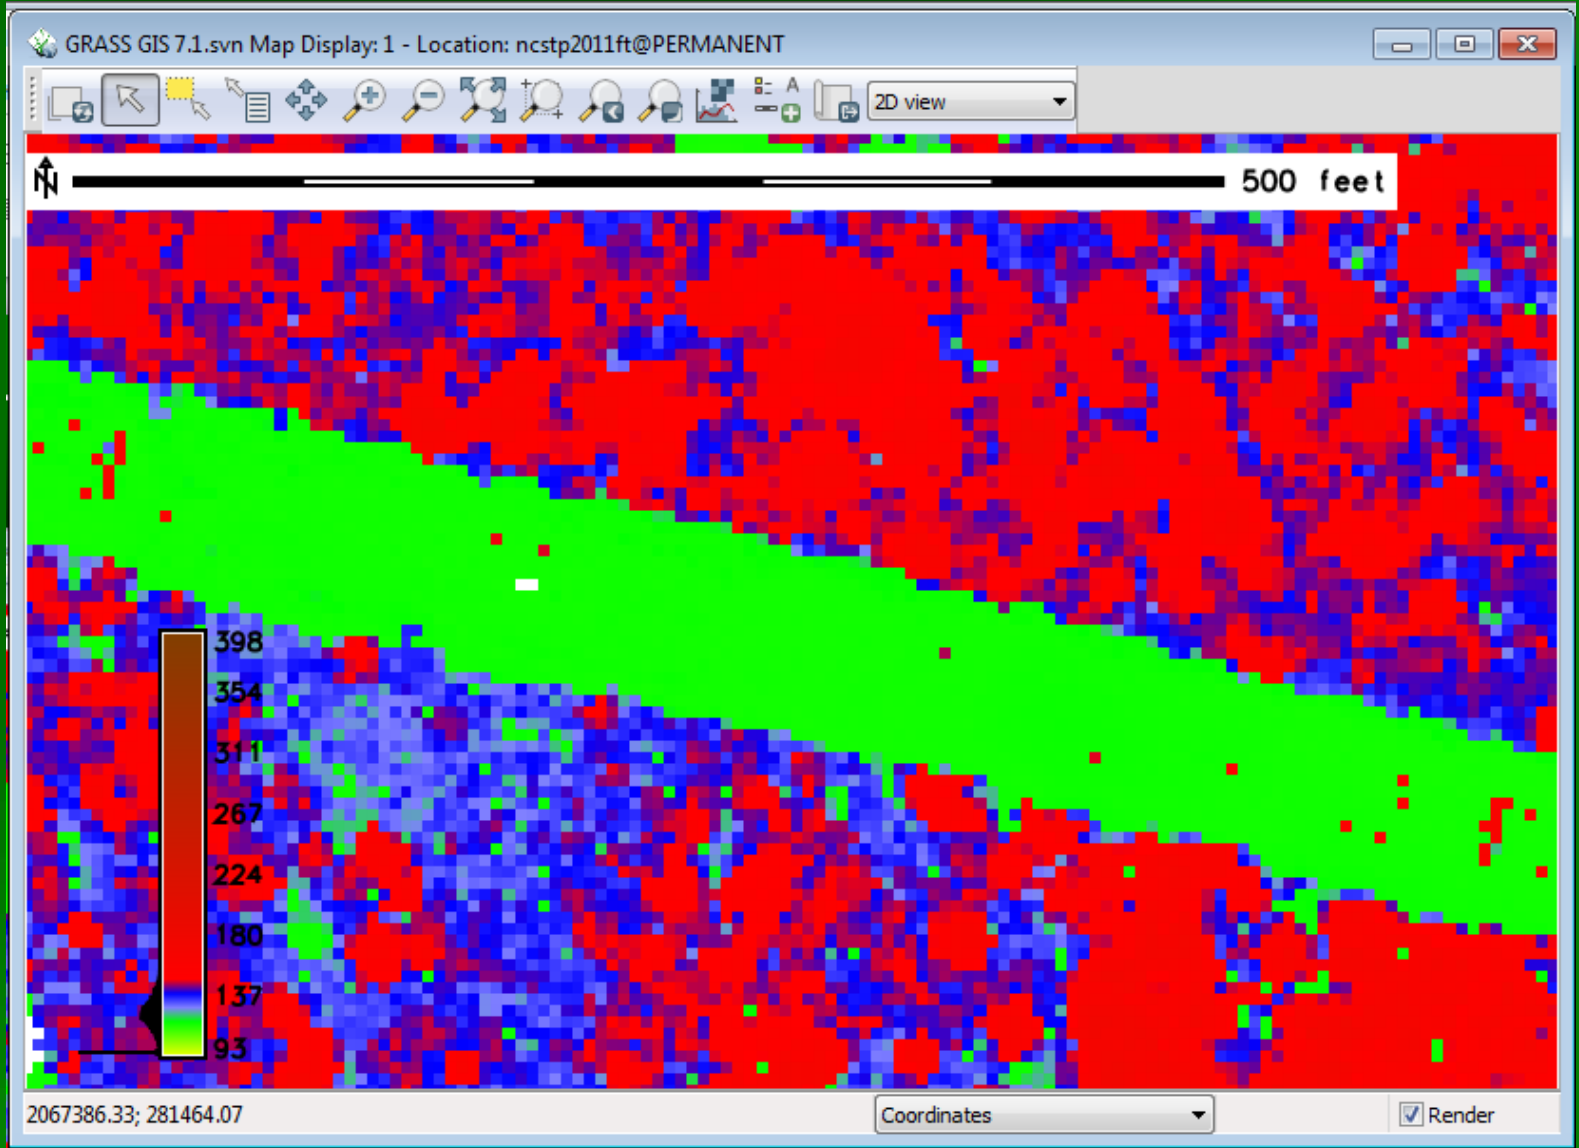 GRASS GIS 7.1.svn Map Display: 1 - Location: ncstp2011ft@PERMANENT
2D view
N
500 feet
398
354
311
267
224
180
137
93
2067386.33; 281464.07
Coordinates
Render